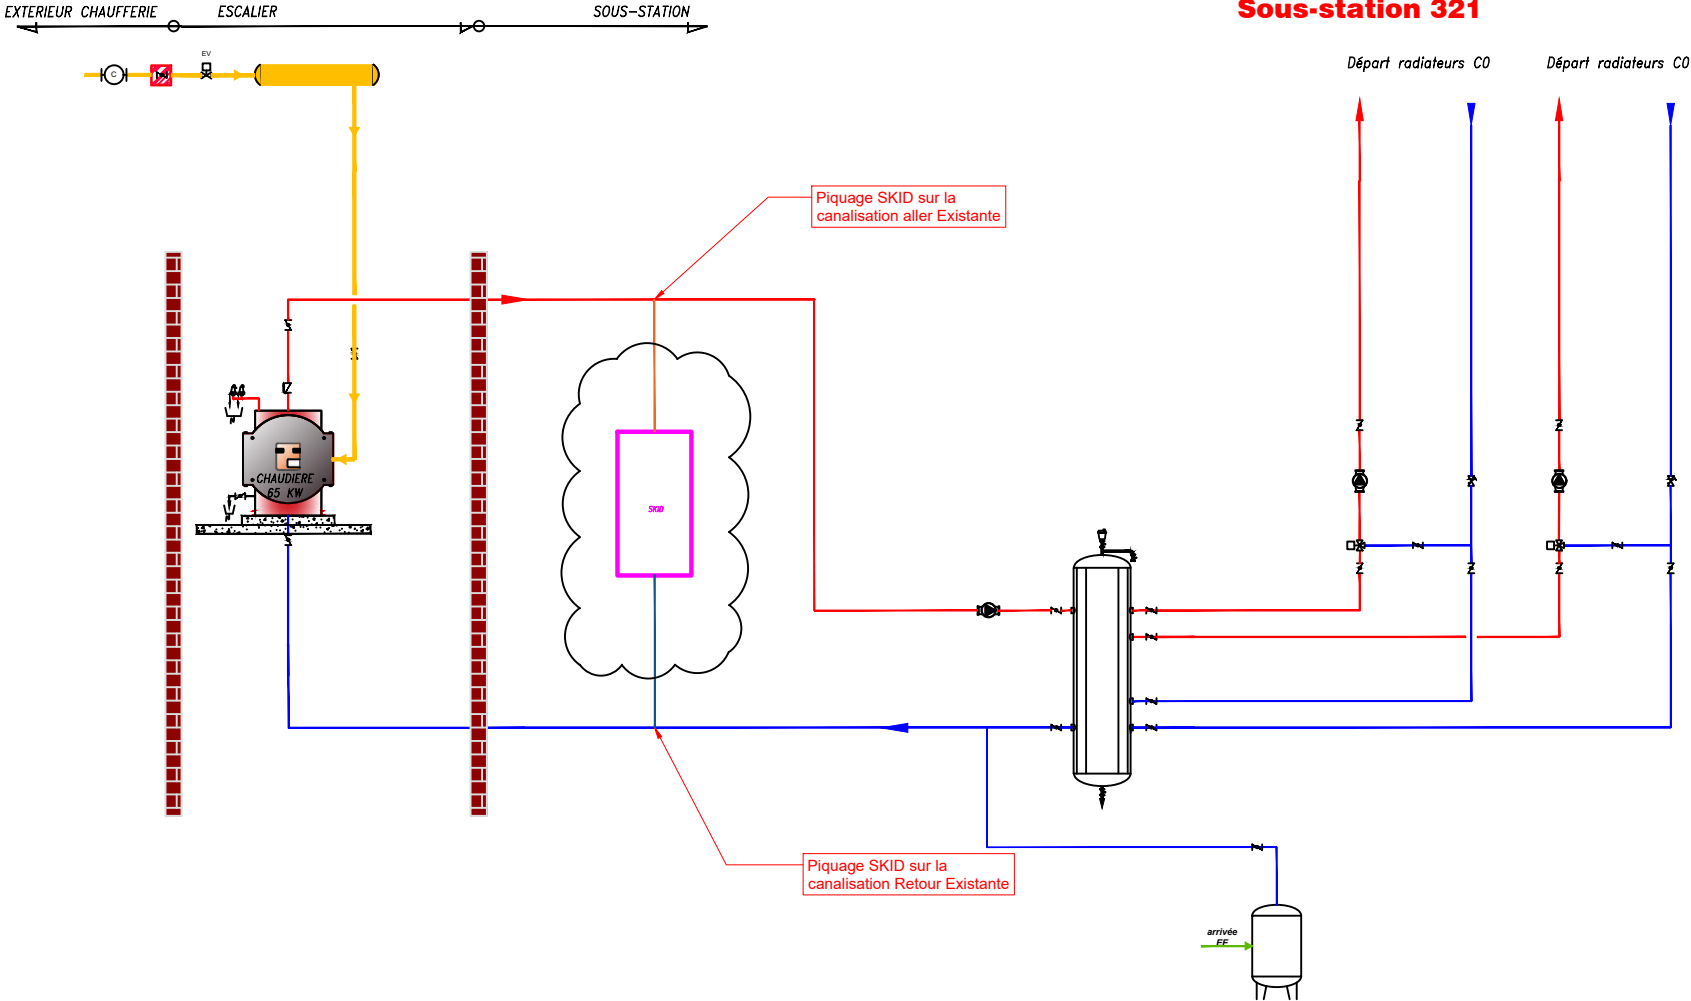 EXTERIEUR CHAUFFERIE
ESCALIER
SOUS-STATION
Sous-station 321
EV
C
Départ radiateurs CO
Départ radiateurs CO
Piquage SKID sur la
canalisation aller Existante
CHAUDIERE
65 KW
SKID
Piquage SKID sur la
canalisation Retour Existante
arrivée
EF